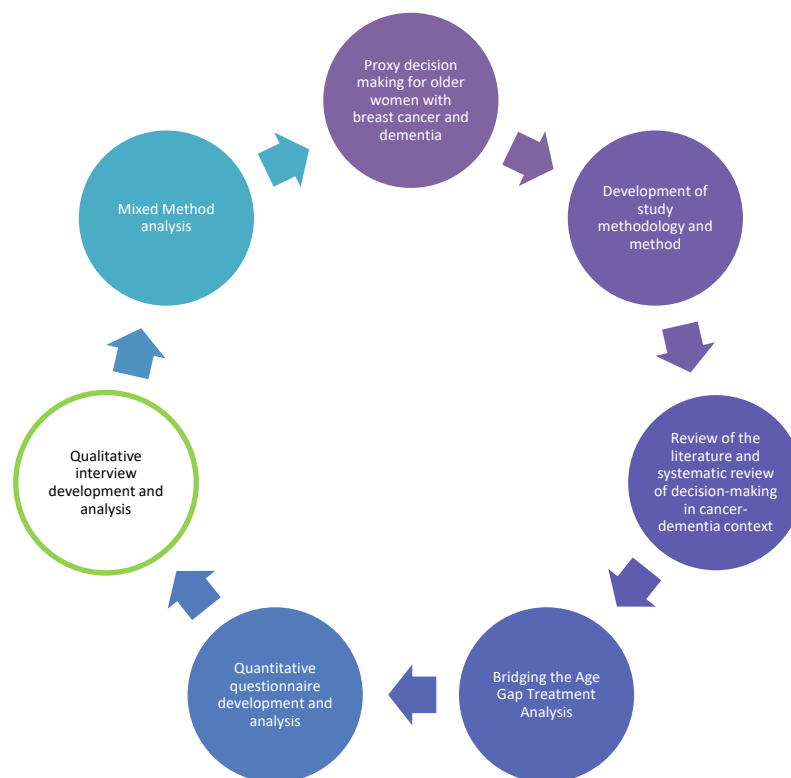 Proxy decision
making for older
women with
breast cancer and
dementia
Development of
study
methodology and
method
Review of the
literature and
systematic review
of decision-making
in cancer-
dementia context
Bridging the Age
Gap Treatment
Analysis
Quantitative
questionnaire
development and
analysis
Qualitative
interview
development and
analysis
Mixed Method
analysis